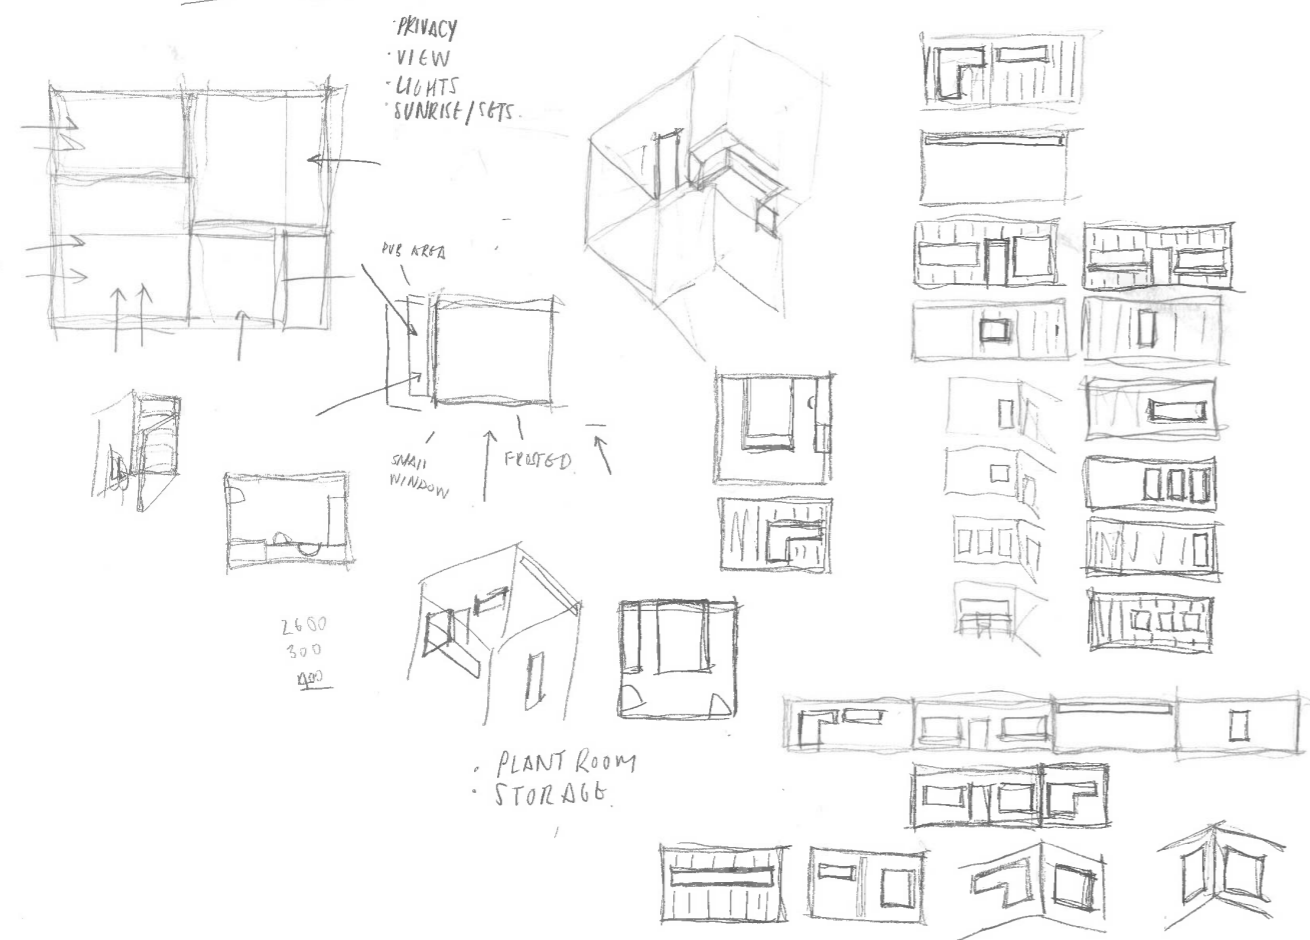 · PRIVACY
· VIEW
· LIGHTS
· SUNRISE/SETS.
PUB AREA
SMALL
WINDOW
FROSTED.
2600
300
· PLANT ROOM
· STORAGE.